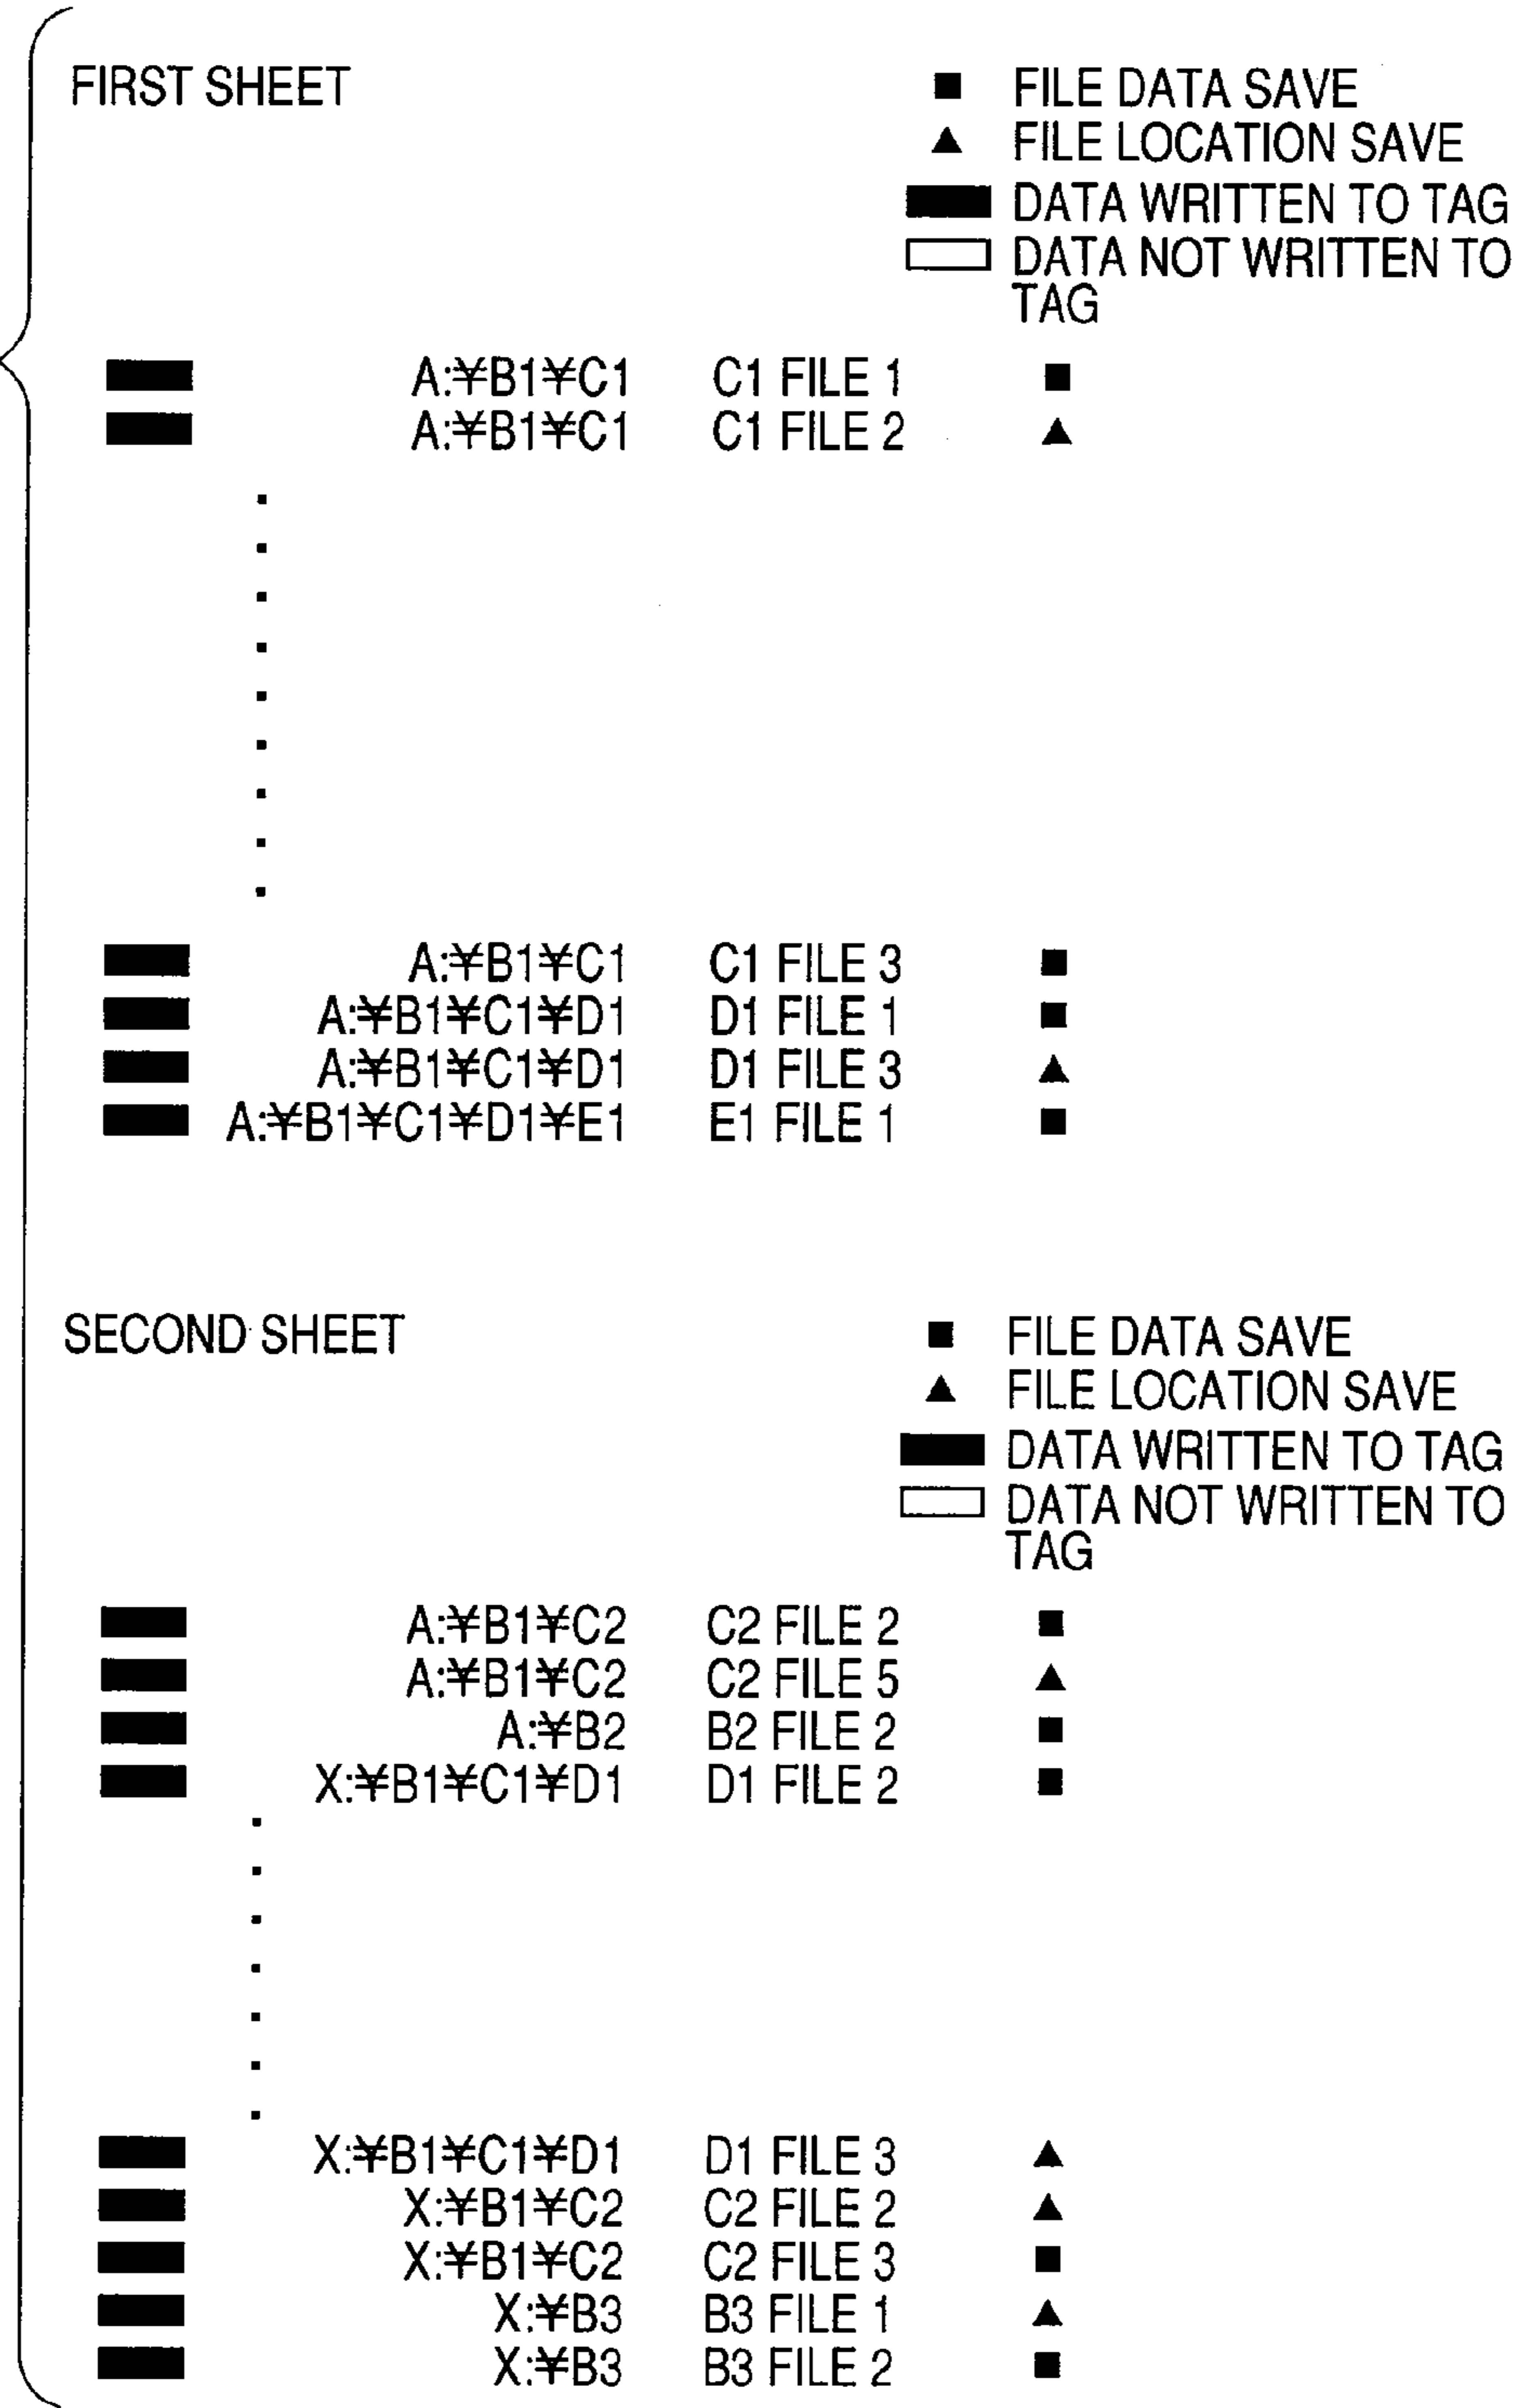 FIRST SHEET
■ FILE DATA SAVE
▲ FILE LOCATION SAVE
DATA WRITTEN TO TAG
DATA NOT WRITTEN TO
TAG
A:¥B1¥C1 C1 FILE 1 ■
A:¥B1¥C1 C1 FILE 2 ▲
A:¥B1¥C1 C1 FILE 3 ■
A:¥B1¥C1¥D1 D1 FILE 1 ■
A:¥B1¥C1¥D1 D1 FILE 3 ▲
A:¥B1¥C1¥D1¥E1 E1 FILE 1 ■
SECOND SHEET
■ FILE DATA SAVE
▲ FILE LOCATION SAVE
DATA WRITTEN TO TAG
DATA NOT WRITTEN TO
TAG
A:¥B1¥C2 C2 FILE 2 ■
A:¥B1¥C2 C2 FILE 5 ▲
A:¥B2 B2 FILE 2 ■
X:¥B1¥C1¥D1 D1 FILE 2 ■
X:¥B1¥C1¥D1 D1 FILE 3 ▲
X:¥B1¥C2 C2 FILE 2 ▲
X:¥B1¥C2 C2 FILE 3 ■
X:¥B3 B3 FILE 1 ▲
X:¥B3 B3 FILE 2 ■